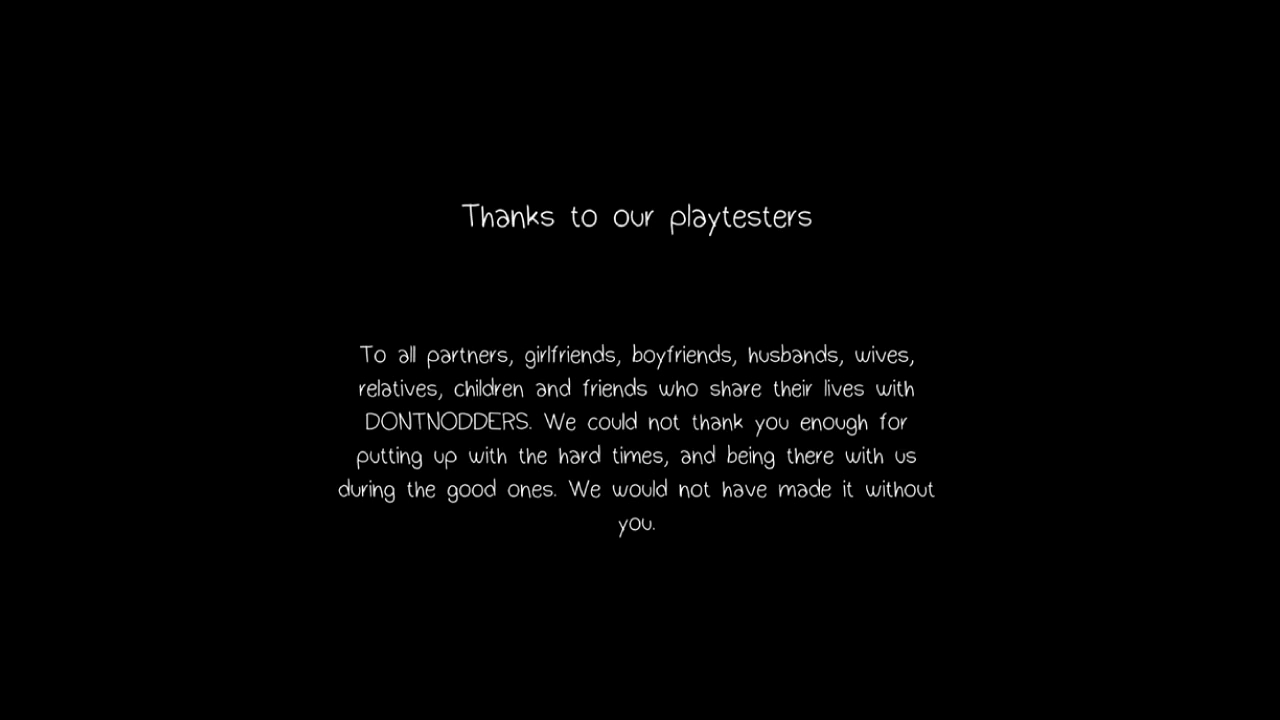 Thanks to our playtesters
To all partners, girlfriends, boyfriends, husbands, wives,
relatives, children and friends who share their lives with
DONTNODDERS. We could not thank you enough for
putting up with the hard times, and being there with us
during the good ones. We would not have made it without
you.